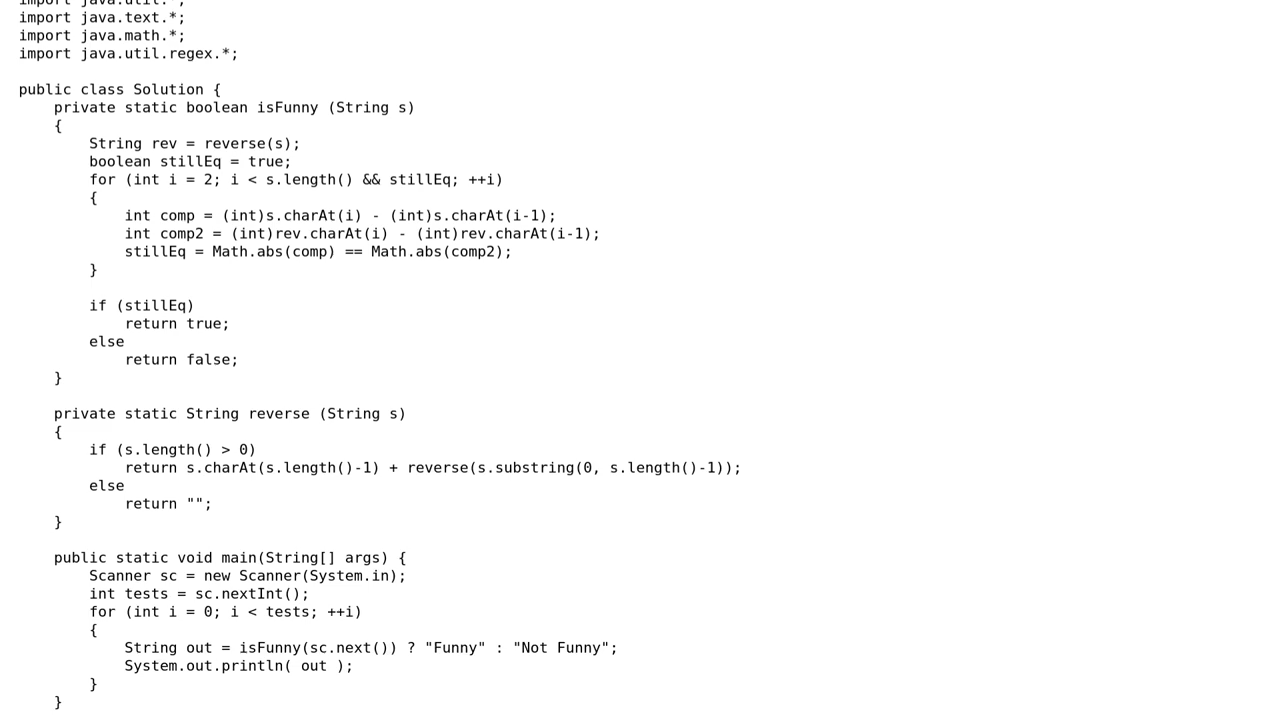 import java.util.*;
import java.text.*;
import java.math.*;
import java.util.regex.*;

public class Solution {
    private static boolean isFunny (String s)
    {
        String rev = reverse(s);
        boolean stillEq = true;
        for (int i = 2; i < s.length() && stillEq; ++i)
        {
            int comp = (int)s.charAt(i) - (int)s.charAt(i-1);
            int comp2 = (int)rev.charAt(i) - (int)rev.charAt(i-1);
            stillEq = Math.abs(comp) == Math.abs(comp2);
        }

        if (stillEq)
            return true;
        else
            return false;
    }

    private static String reverse (String s)
    {
        if (s.length() > 0)
            return s.charAt(s.length()-1) + reverse(s.substring(0, s.length()-1));
        else
            return "";
    }

    public static void main(String[] args) {
        Scanner sc = new Scanner(System.in);
        int tests = sc.nextInt();
        for (int i = 0; i < tests; ++i)
        {
            String out = isFunny(sc.next()) ? "Funny" : "Not Funny";
            System.out.println( out );
        }
    }